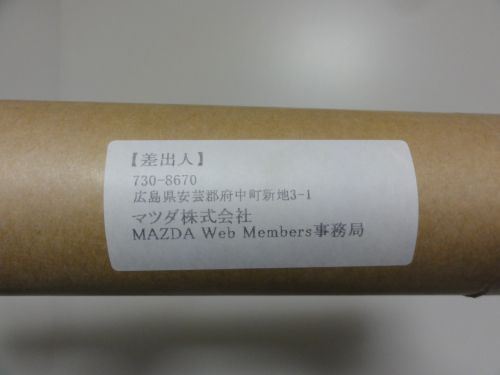 【差出人】
730-8670
広島県安芸郡府中町新地3-1
マツダ株式会社
MAZDA Web Members事務局